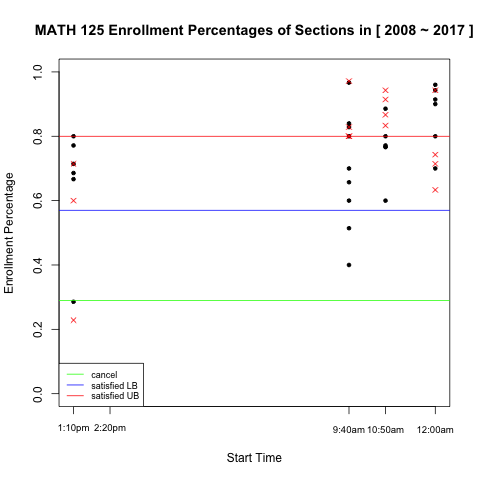 MATH 125 Enrollment Percentages of Sections in [ 2008 ~ 2017 ]
Enrollment Percentage
1.0
0.8
0.6
0.4
0.2
0.0
cancel
satisfied LB
satisfied UB
1:10pm 2:20pm 9:40am 10:50am 12:00am
Start Time